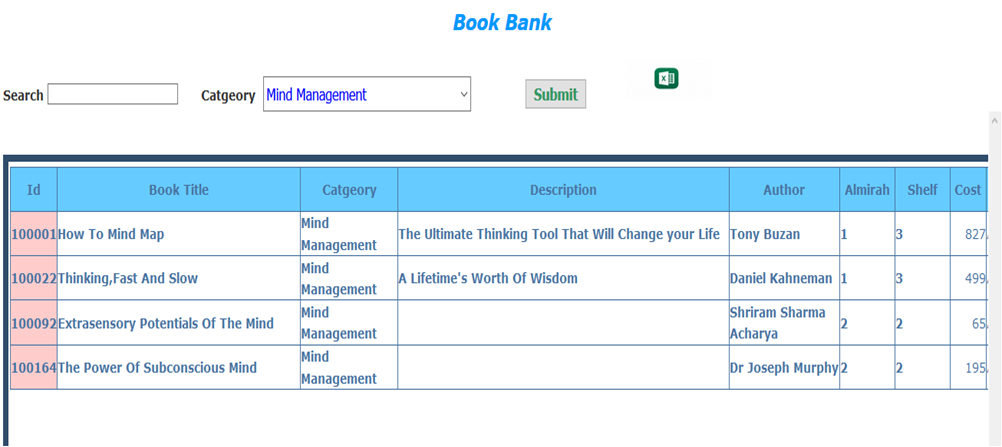 Book Bank
Search Catgeory Mind Management Submit
Id Book Title Catgeory Description Author Almirah Shelf Cost
100001 How To Mind Map Mind Management The Ultimate Thinking Tool That Will Change your Life Tony Buzan 1 3 827
100022 Thinking,Fast And Slow Mind Management A Lifetime's Worth Of Wisdom Daniel Kahneman 1 3 499
100092 Extrasensory Potentials Of The Mind Mind Management Shriram Sharma Acharya 2 2 65
100164 The Power Of Subconscious Mind Mind Management Dr Joseph Murphy 2 2 195